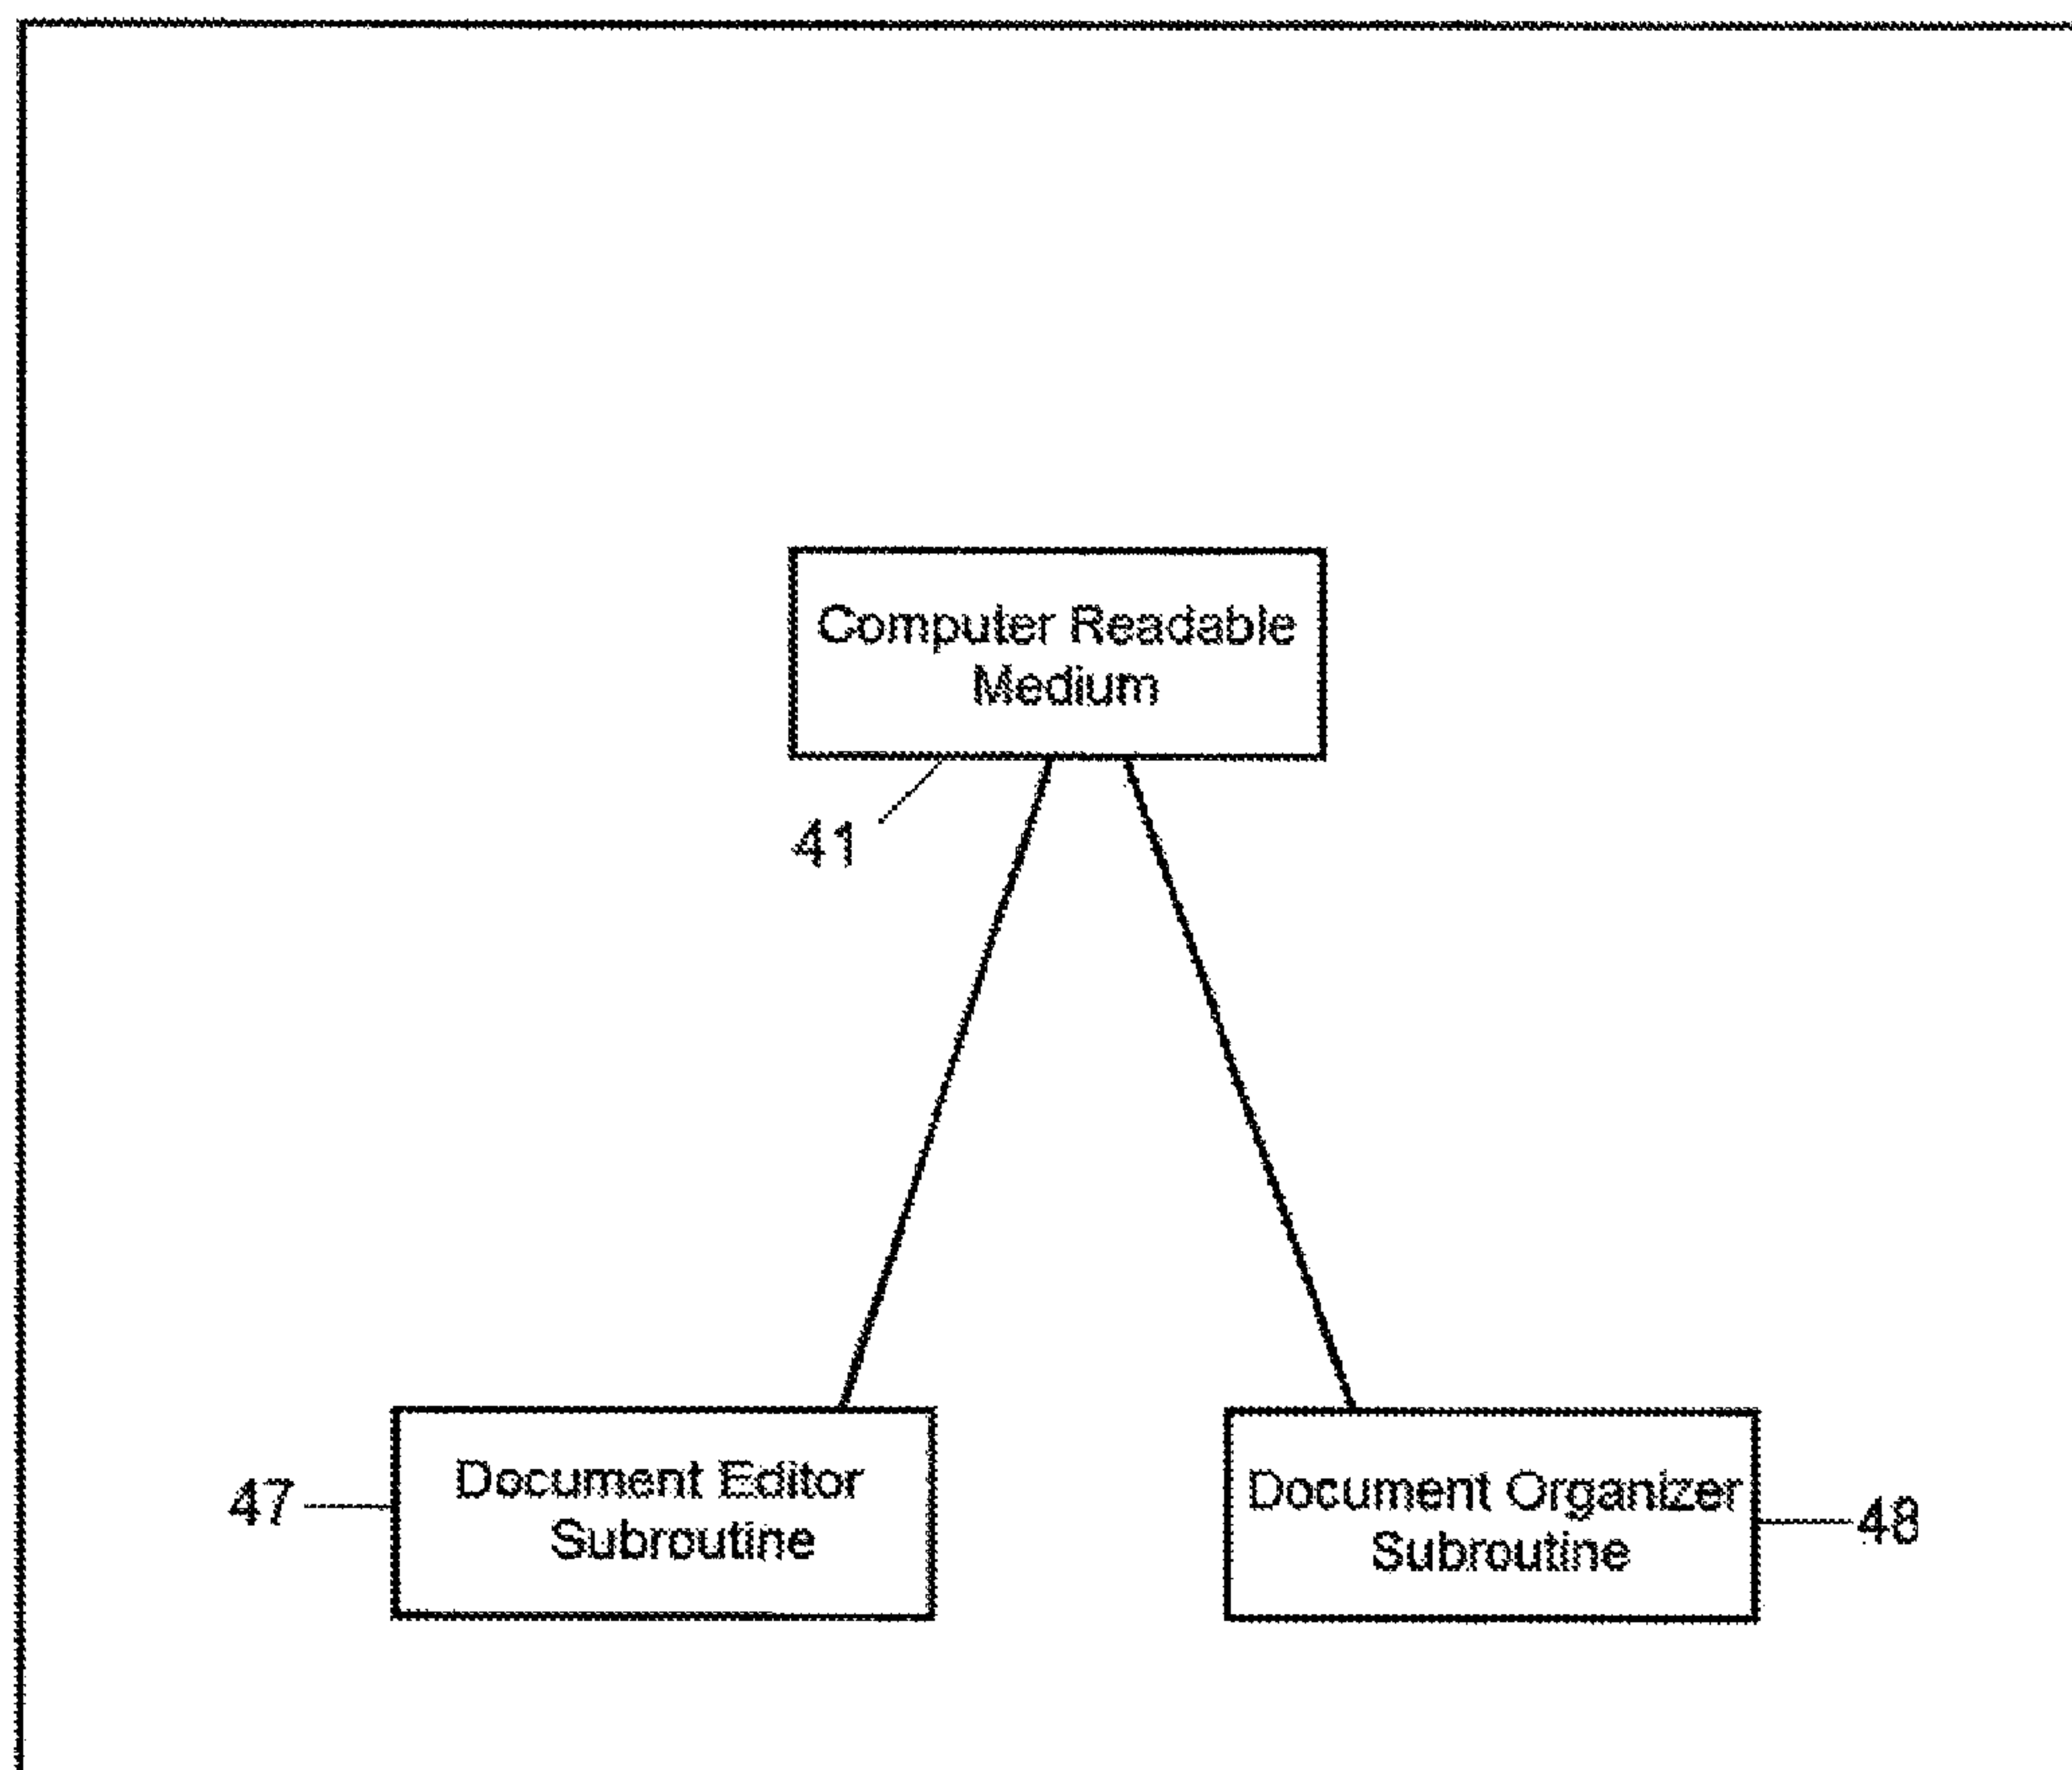 Computer Readable
Medium
41
Document Editor
Subroutine
47
Document Organizer
Subroutine
48